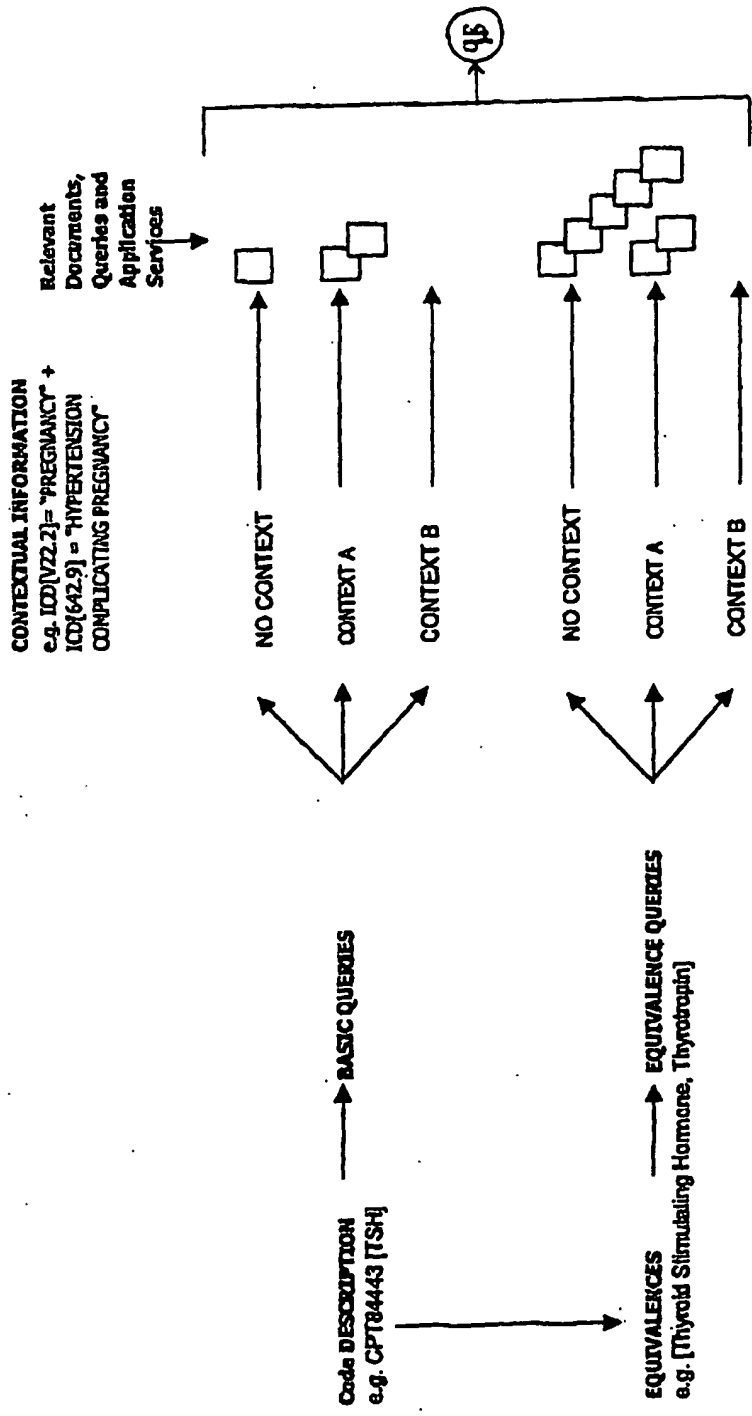 CONTEXTUAL INFORMATION
e.g. ICD[V22.2]= "PREGNANCY" +
ICD[642.9] = "HYPERTENSION
COMPLICATING PREGNANCY"
Relevant
Documents,
Queries and
Application
Services
Code DESCRIPTION
e.g. CPT84443 [TSH]
BASIC QUERIES
NO CONTEXT
CONTEXT A
CONTEXT B
EQUIVALENCES
e.g. [Thyroid Stimulating Hormone, Thyrotropin]
EQUIVALENCE QUERIES
NO CONTEXT
CONTEXT A
CONTEXT B